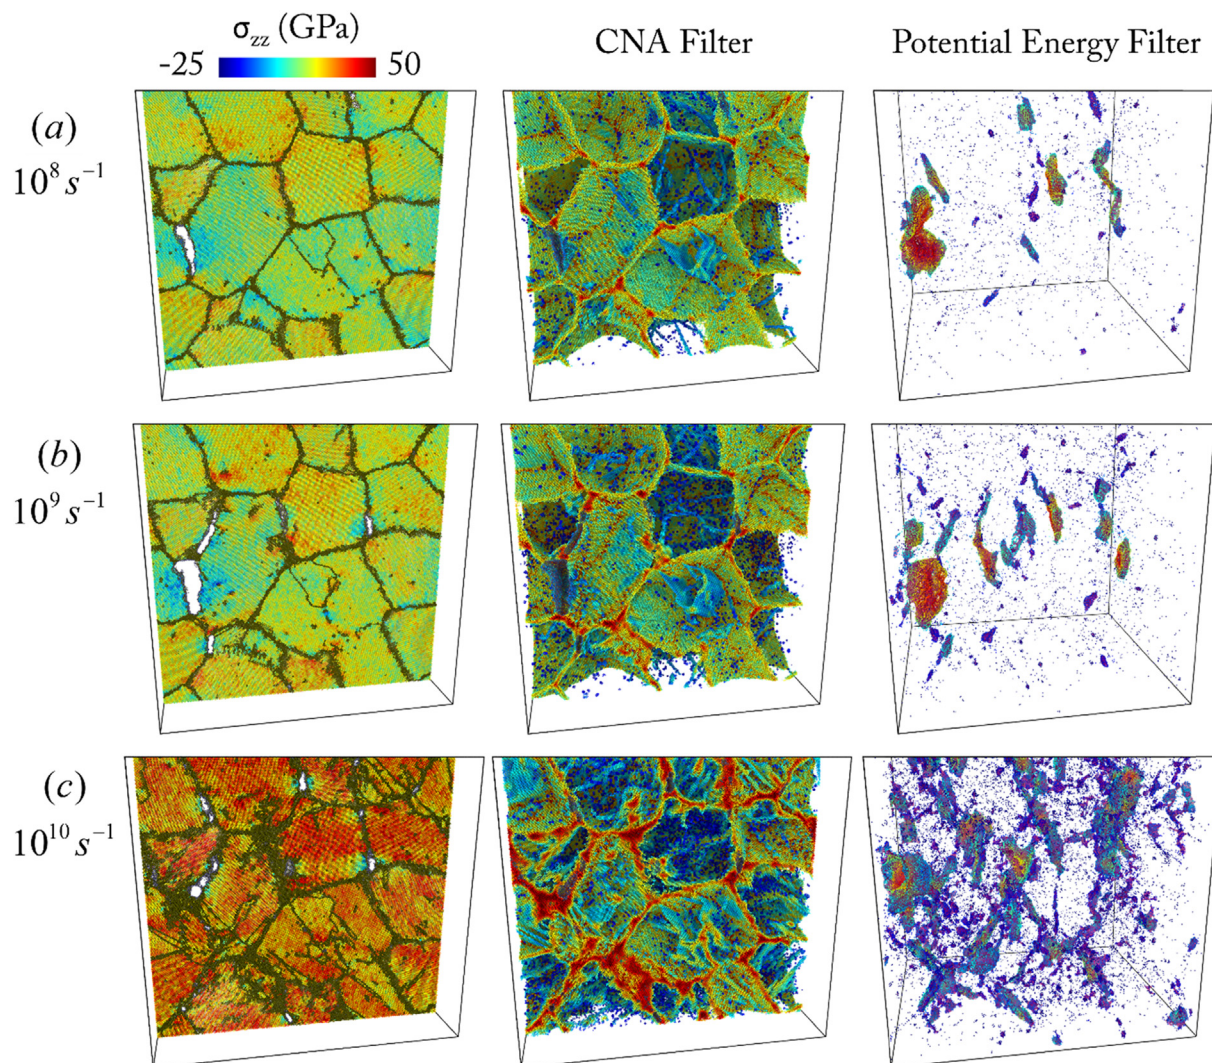 σzz (GPa)
-25 50
CNA Filter
Potential Energy Filter
(a)
10⁸ s⁻¹
(b)
10⁹ s⁻¹
(c)
10¹⁰ s⁻¹